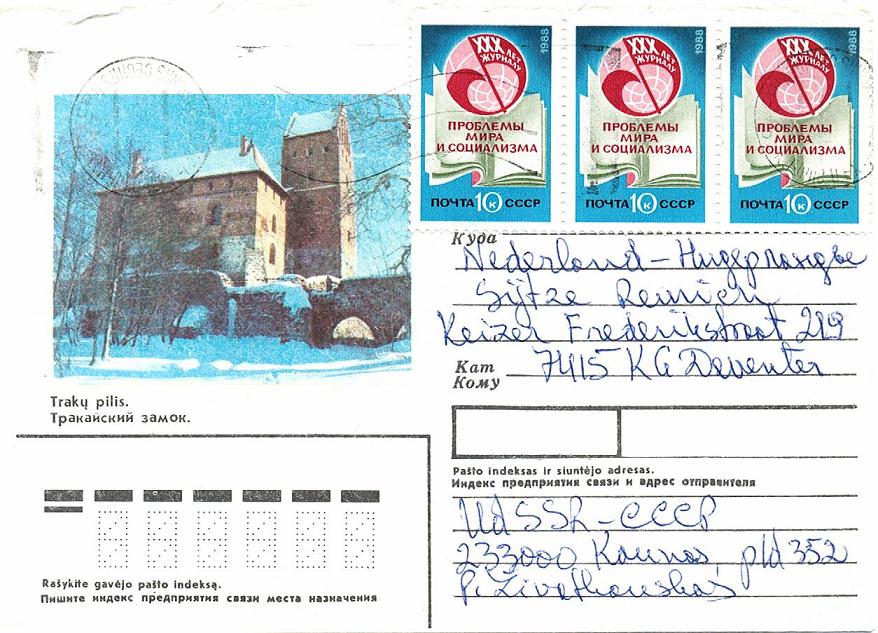 XXX ЛЕТ
ЖУРНАЛУ
1988
ПРОБЛЕМЫ
МИРА
И СОЦИАЛИЗМА
ПОЧТА 10 к СССР
XXX ЛЕТ
ЖУРНАЛУ
1988
ПРОБЛЕМЫ
МИРА
И СОЦИАЛИЗМА
ПОЧТА 10 к СССР
XXX ЛЕТ
ЖУРНАЛУ
1988
ПРОБЛЕМЫ
МИРА
И СОЦИАЛИЗМА
ПОЧТА 10 к СССР
Trakų pilis.
Тракайский замок.
Куда
Nederland - Нидерланды
Sijtze Reurich
Keizer Frederikstraat 219
Кат
Кому
7415 KG Deventer
Pašto indeksas ir siuntėjo adresas.
Индекс предприятия связи и адрес отправителя
UdSSR - СССР
233000 Kaunas, p/d 352
P.
Rašykite gavėjo pašto indeksą.
Пишите индекс предприятия связи места назначения